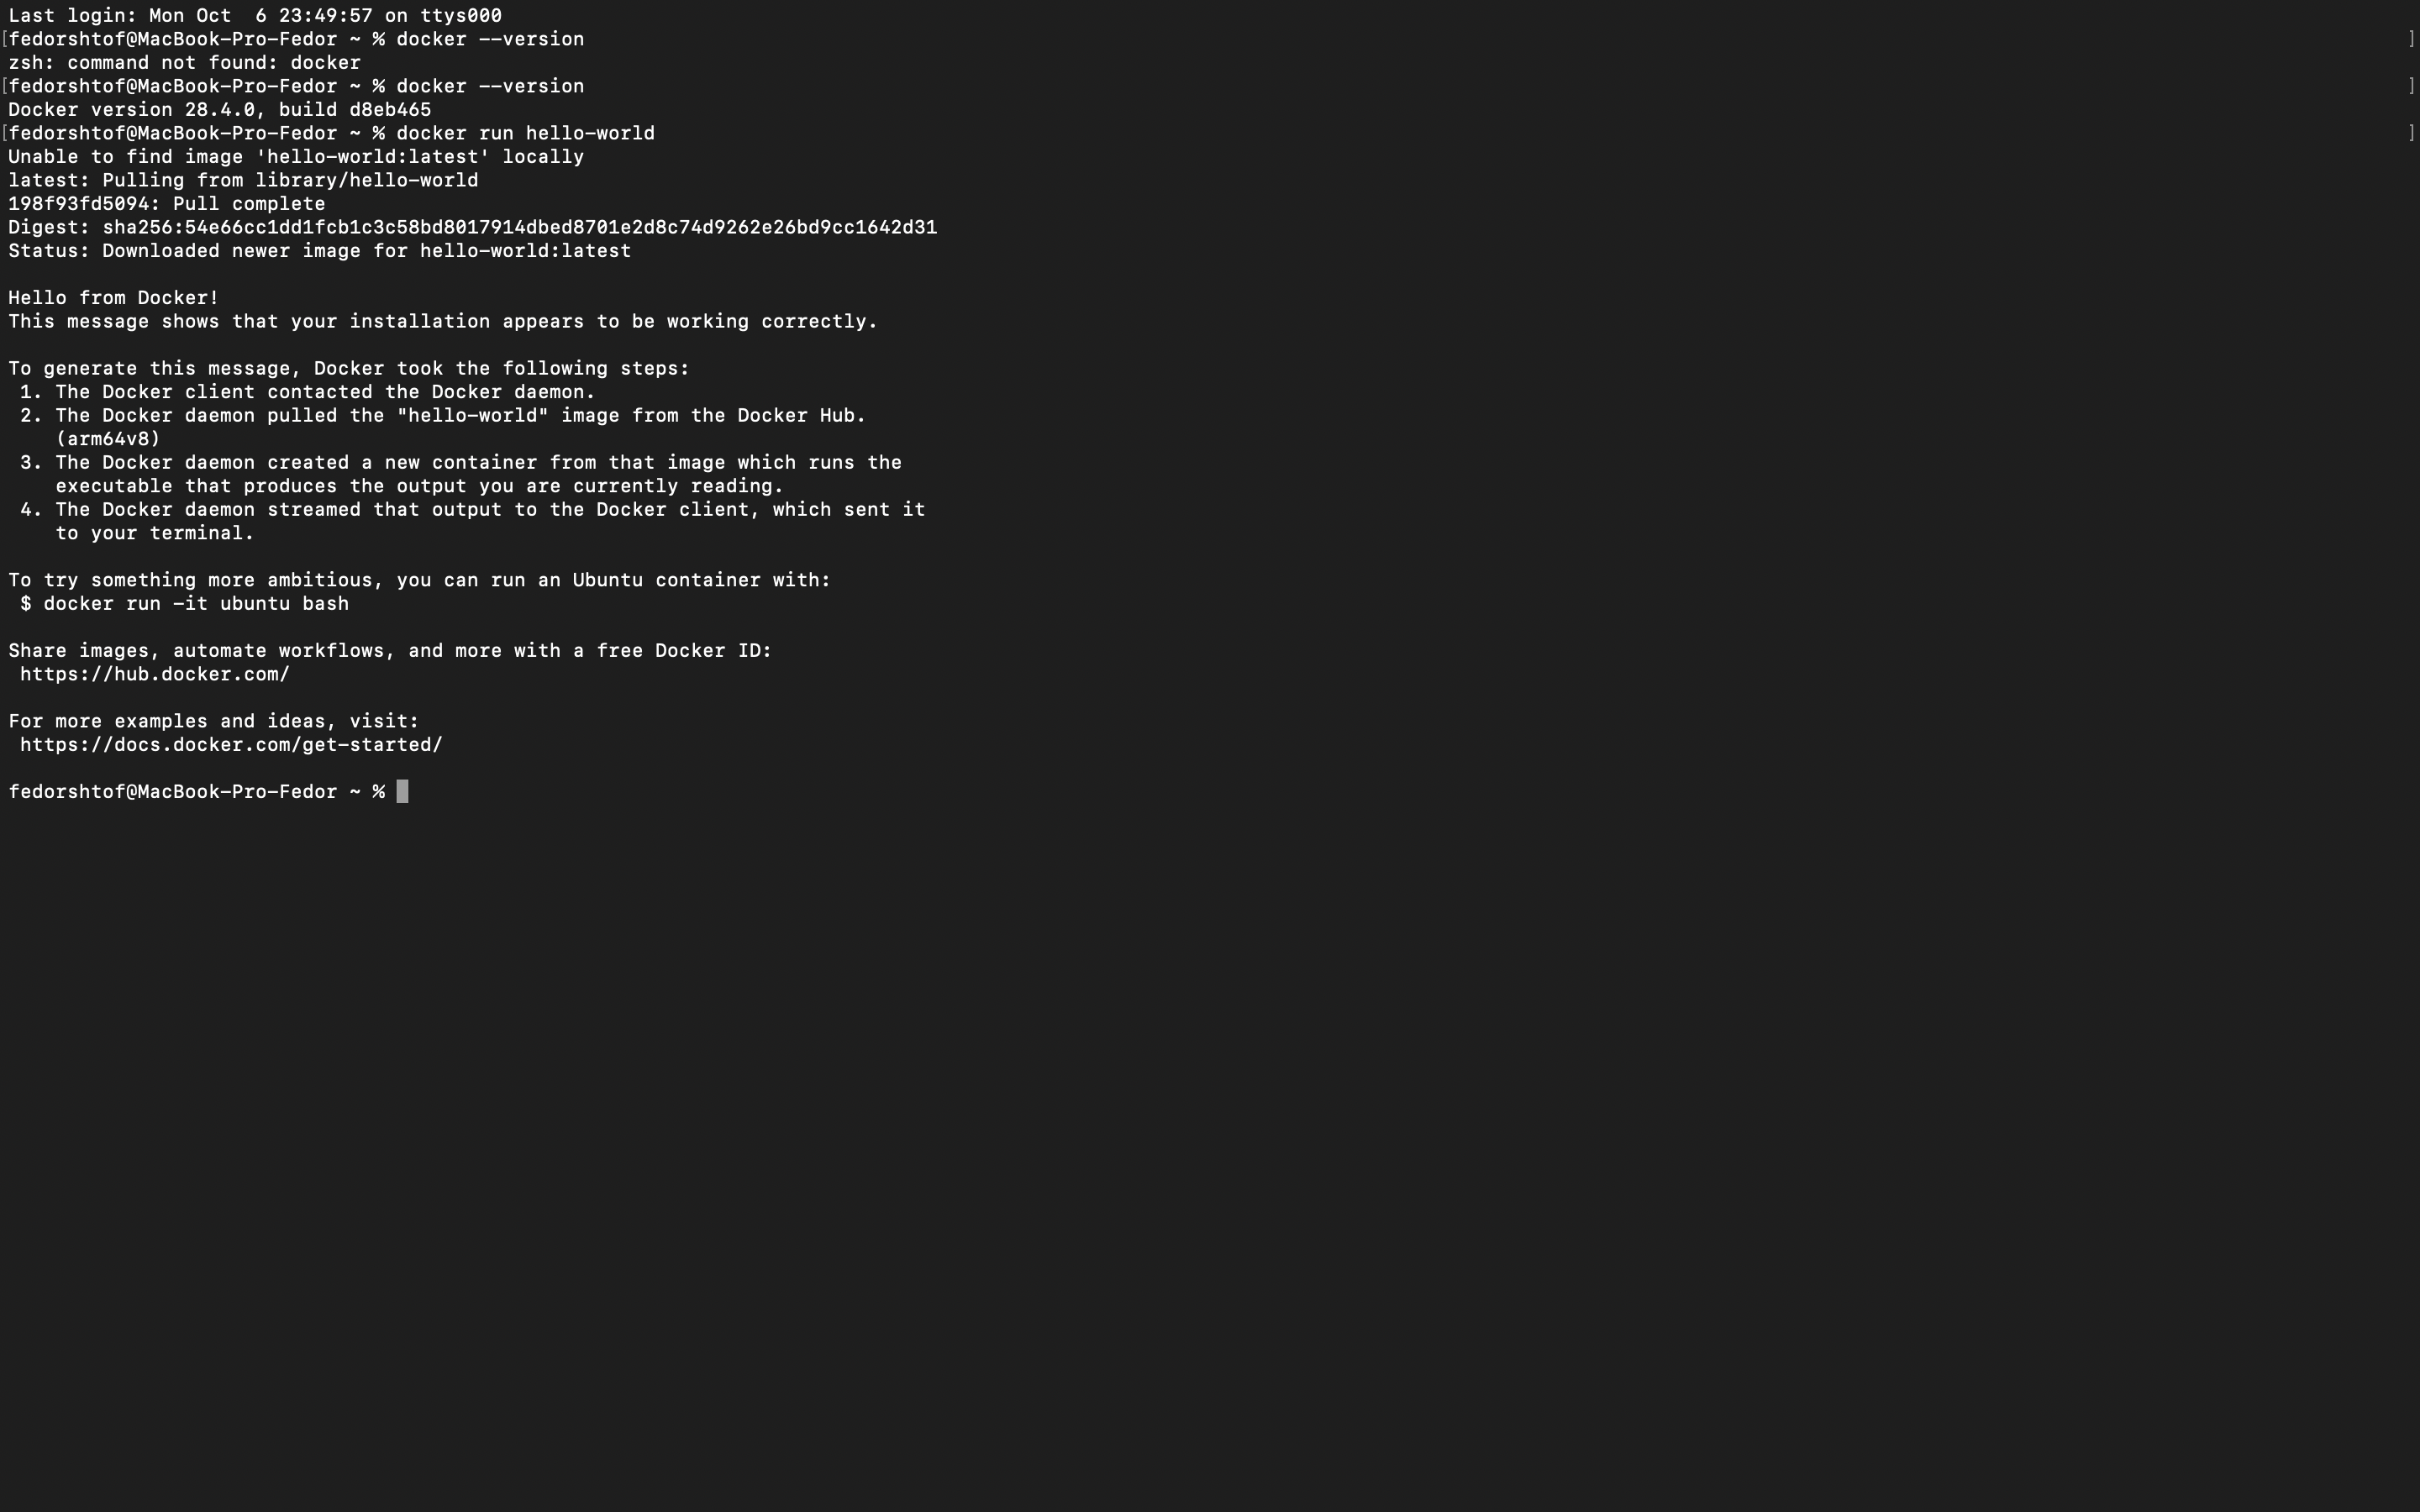 Last login: Mon Oct  6 23:49:57 on ttys000
[fedorshtof@MacBook-Pro-Fedor ~ % docker --version ]
zsh: command not found: docker
[fedorshtof@MacBook-Pro-Fedor ~ % docker --version ]
Docker version 28.4.0, build d8eb465
[fedorshtof@MacBook-Pro-Fedor ~ % docker run hello-world ]
Unable to find image 'hello-world:latest' locally
latest: Pulling from library/hello-world
198f93fd5094: Pull complete
Digest: sha256:54e66cc1dd1fcb1c3c58bd8017914dbed8701e2d8c74d9262e26bd9cc1642d31
Status: Downloaded newer image for hello-world:latest

Hello from Docker!
This message shows that your installation appears to be working correctly.

To generate this message, Docker took the following steps:
 1. The Docker client contacted the Docker daemon.
 2. The Docker daemon pulled the "hello-world" image from the Docker Hub.
    (arm64v8)
 3. The Docker daemon created a new container from that image which runs the
    executable that produces the output you are currently reading.
 4. The Docker daemon streamed that output to the Docker client, which sent it
    to your terminal.

To try something more ambitious, you can run an Ubuntu container with:
 $ docker run -it ubuntu bash

Share images, automate workflows, and more with a free Docker ID:
 https://hub.docker.com/

For more examples and ideas, visit:
 https://docs.docker.com/get-started/

fedorshtof@MacBook-Pro-Fedor ~ %